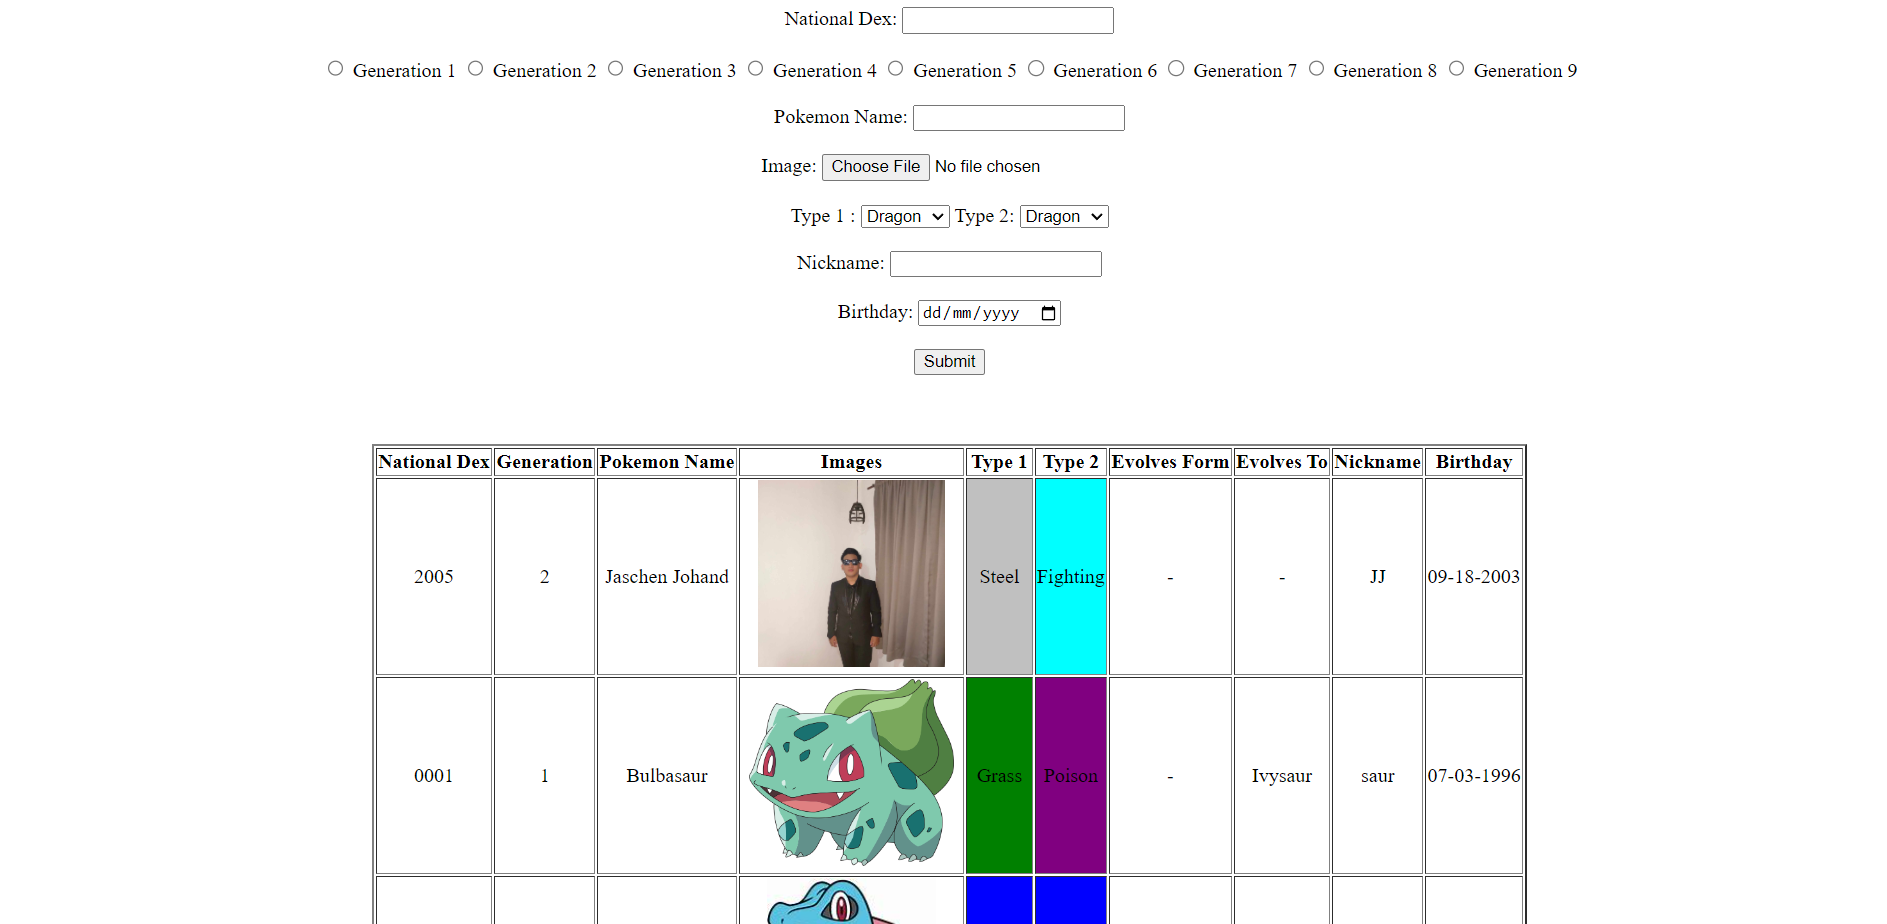 National Dex:
Generation 1 Generation 2 Generation 3 Generation 4 Generation 5 Generation 6 Generation 7 Generation 8 Generation 9
Pokemon Name:
Image: Choose File No file chosen
Type 1 : Dragon Type 2: Dragon
Nickname:
Birthday: dd/mm/yyyy
Submit
National Dex Generation Pokemon Name Images Type 1 Type 2 Evolves Form Evolves To Nickname Birthday
2005 2 Jaschen Johand Steel Fighting - - JJ 09-18-2003
0001 1 Bulbasaur Grass Poison - Ivysaur saur 07-03-1996